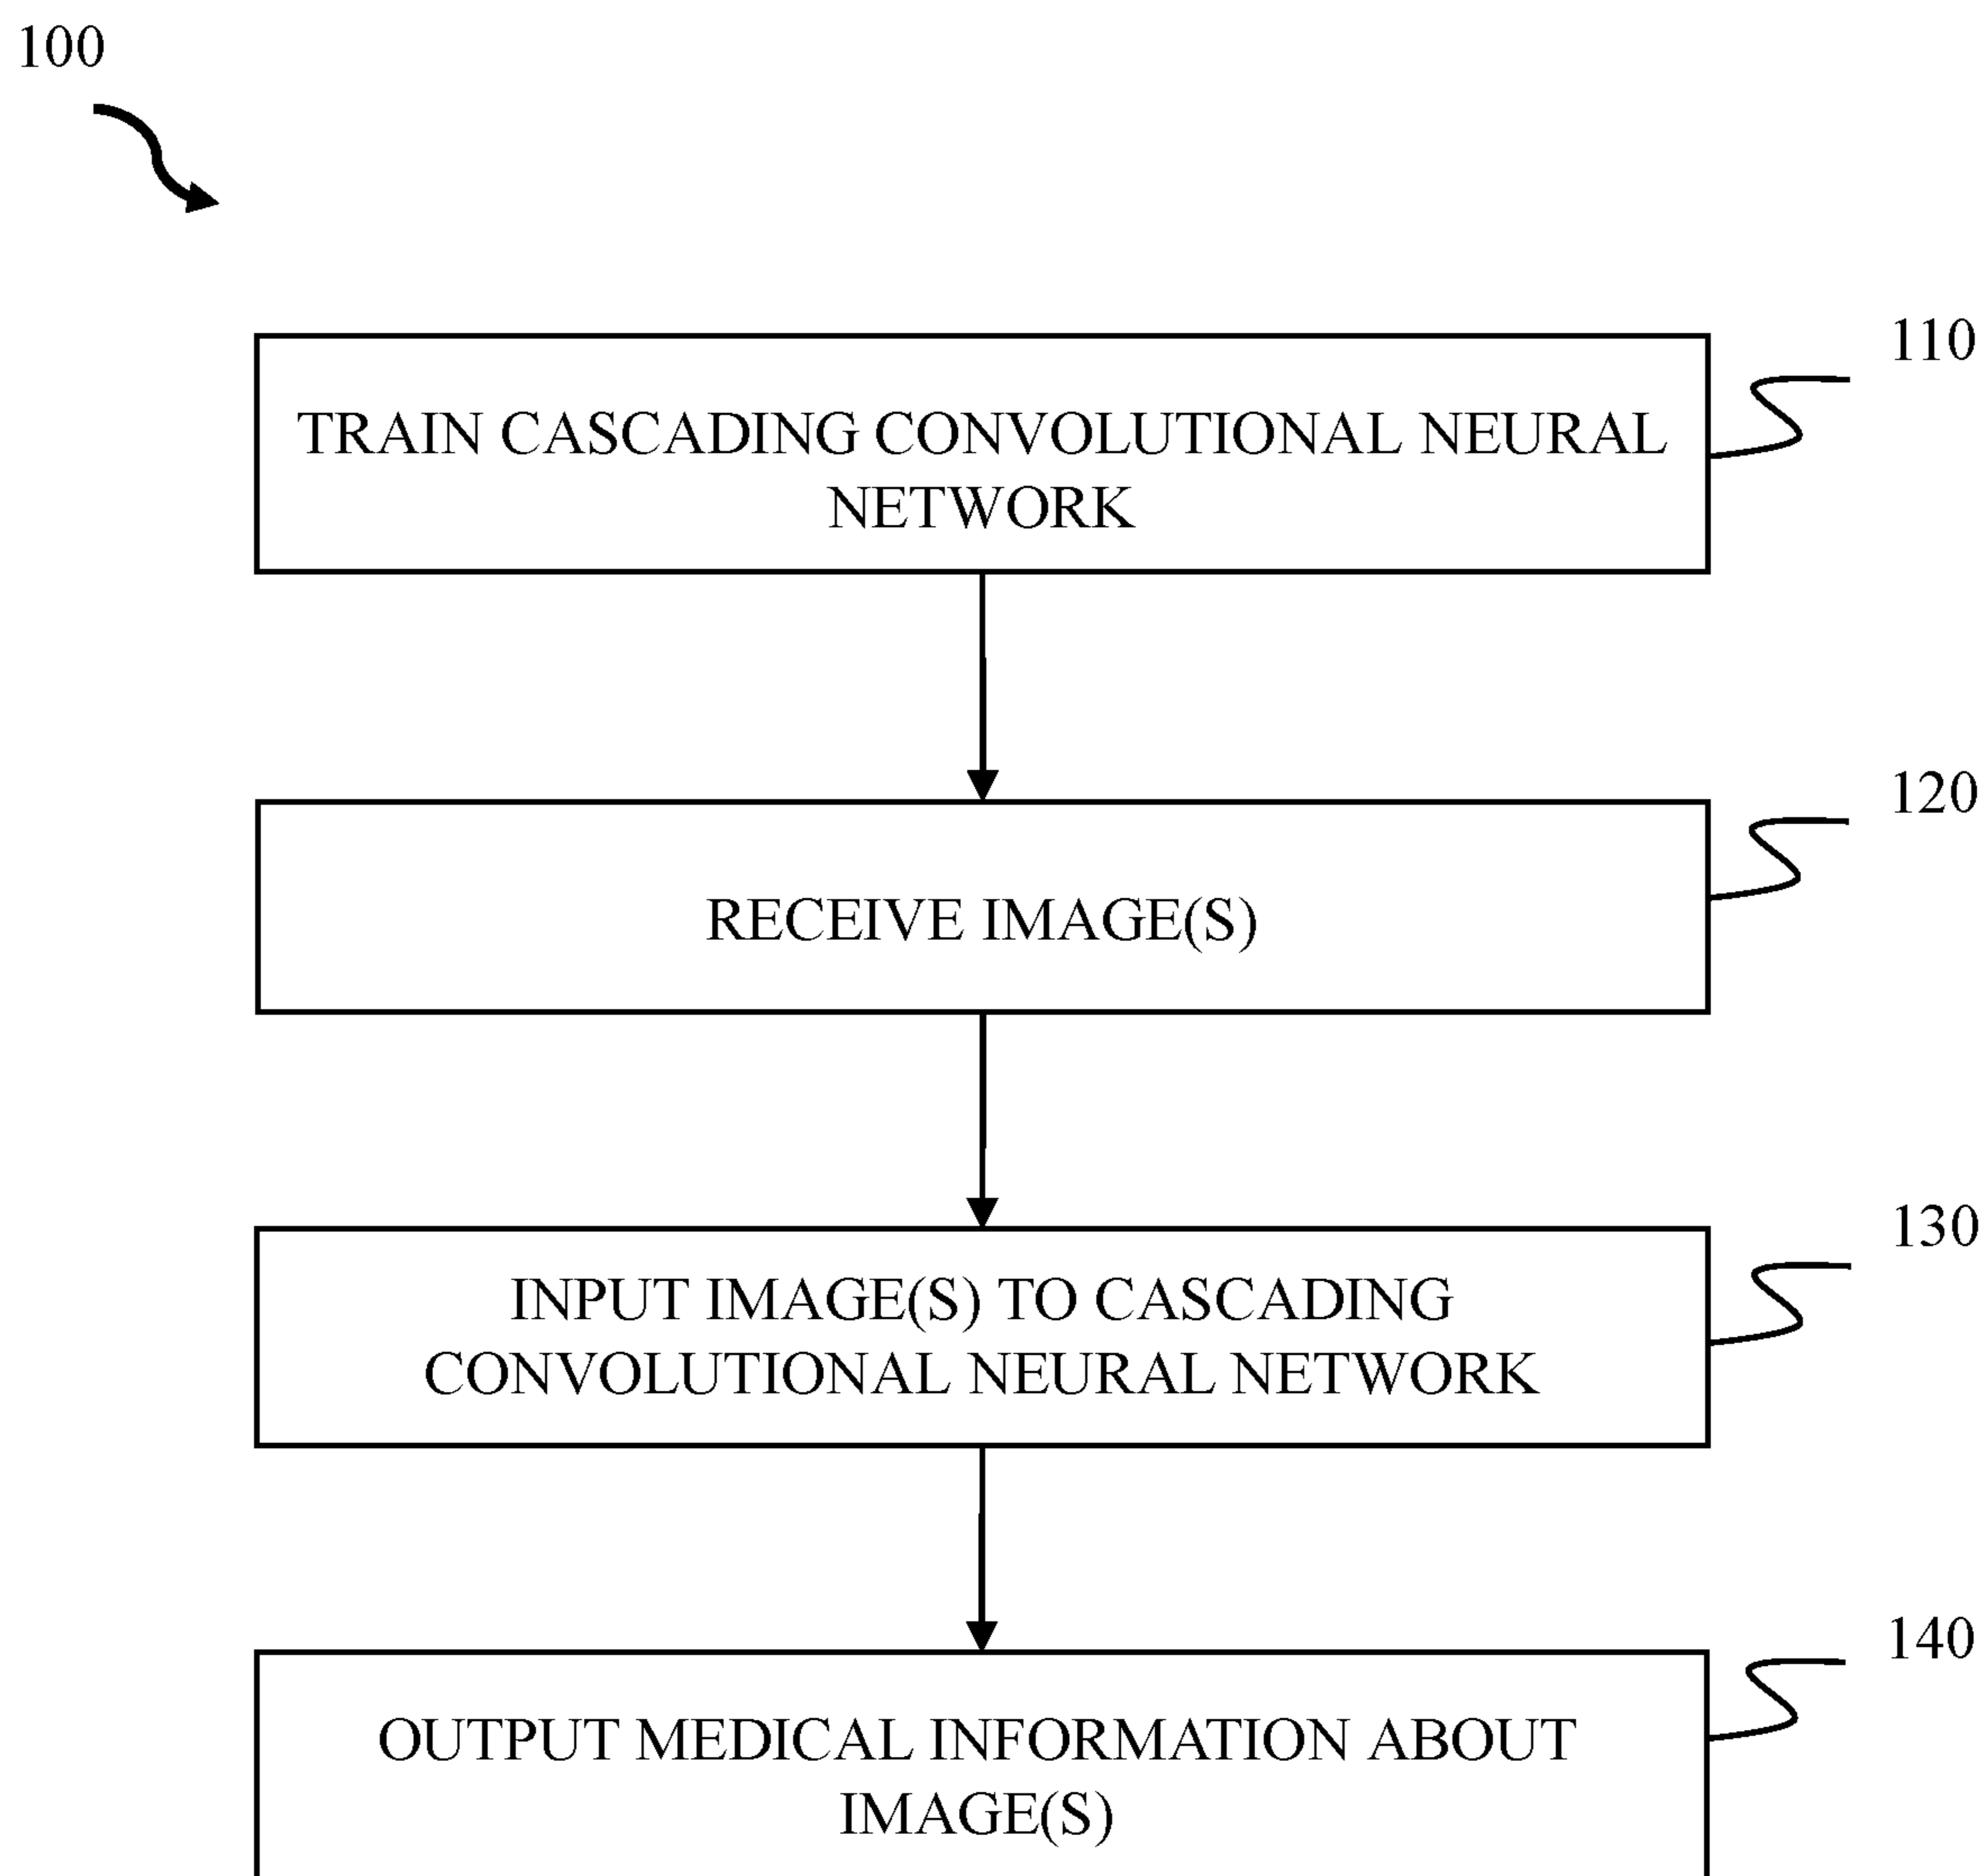 100
110
TRAIN CASCADING CONVOLUTIONAL NEURAL
NETWORK
120
RECEIVE IMAGE(S)
130
INPUT IMAGE(S) TO CASCADING
CONVOLUTIONAL NEURAL NETWORK
140
OUTPUT MEDICAL INFORMATION ABOUT
IMAGE(S)